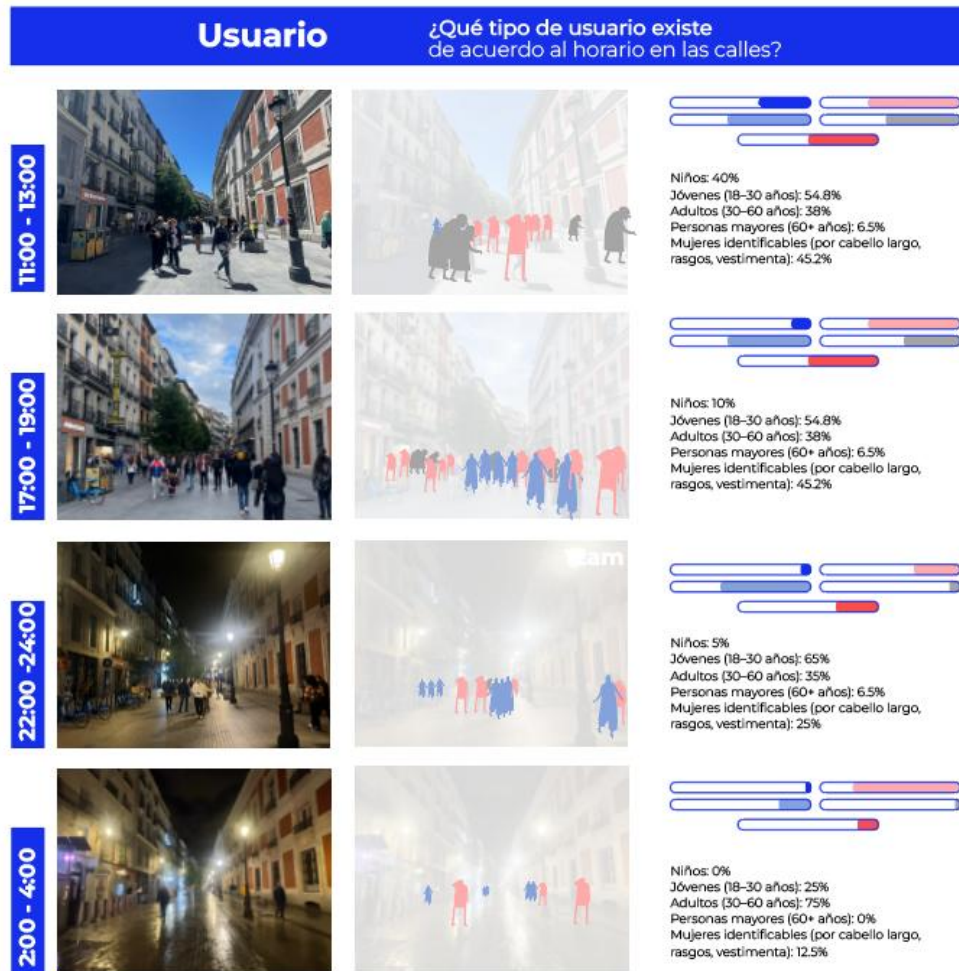 Usuario
¿Qué tipo de usuario existe
de acuerdo al horario en las calles?
11:00 - 13:00
Niños: 40%
Jóvenes (18–30 años): 54.8%
Adultos (30–60 años): 38%
Personas mayores (60+ años): 6.5%
Mujeres identificables (por cabello largo,
rasgos, vestimenta): 45.2%
17:00 - 19:00
Niños: 10%
Jóvenes (18–30 años): 54.8%
Adultos (30–60 años): 38%
Personas mayores (60+ años): 6.5%
Mujeres identificables (por cabello largo,
rasgos, vestimenta): 45.2%
22:00 -24:00
Niños: 5%
Jóvenes (18–30 años): 65%
Adultos (30–60 años): 35%
Personas mayores (60+ años): 6.5%
Mujeres identificables (por cabello largo,
rasgos, vestimenta): 25%
2:00 - 4:00
Niños: 0%
Jóvenes (18–30 años): 25%
Adultos (30–60 años): 75%
Personas mayores (60+ años): 0%
Mujeres identificables (por cabello largo,
rasgos, vestimenta): 12.5%